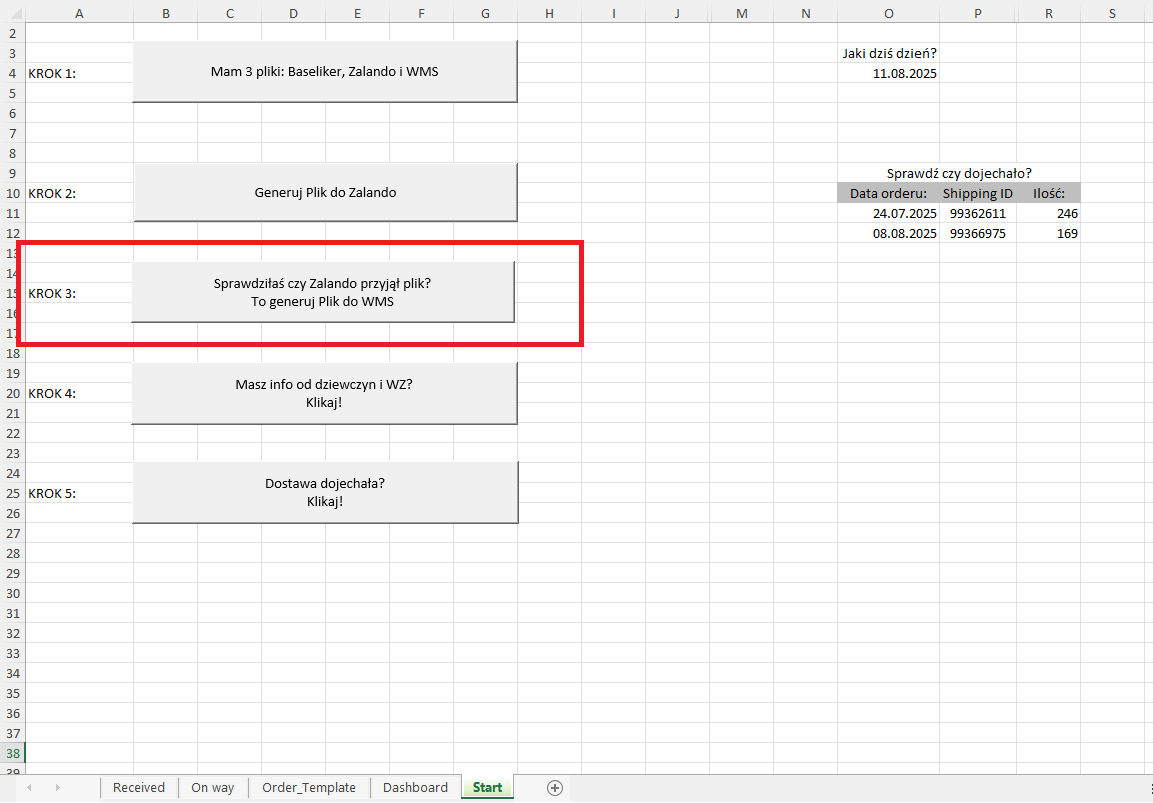 A B C D E F G H I J M N O P R S
2
3 Jaki dziś dzień?
4 KROK 1: Mam 3 pliki: Baseliker, Zalando i WMS 11.08.2025
5
6
7
8
9 Sprawdź czy dojechało?
10 KROK 2: Generuj Plik do Zalando Data orderu: Shipping ID Ilość:
11 24.07.2025 99362611 246
12 08.08.2025 99366975 169
13
14 Sprawdziłaś czy Zalando przyjął plik?
15 KROK 3:
16 To generuj Plik do WMS
17
18
19 Masz info od dziewczyn i WZ?
20 KROK 4:
21 Klikaj!
22
23
24 Dostawa dojechała?
25 KROK 5:
26 Klikaj!
27
28
29
30
31
32
33
34
35
36
37
38
39
Received On way Order_Template Dashboard Start